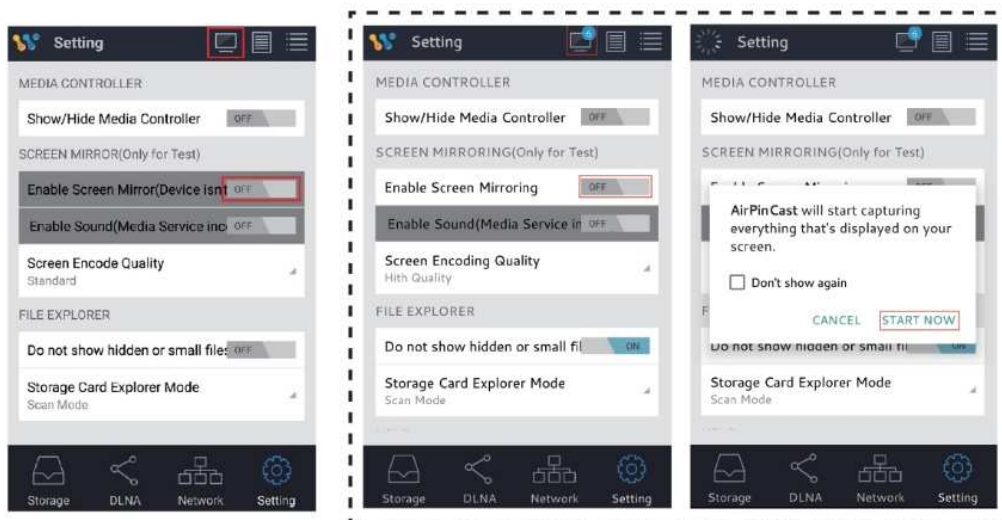 Setting
MEDIA CONTROLLER
Show/Hide Media Controller OFF
SCREEN MIRROR(Only for Test)
Enable Screen Mirror(Device isnt OFF
Enable Sound(Media Service inc OFF
Screen Encode Quality
Standard
FILE EXPLORER
Do not show hidden or small files OFF
Storage Card Explorer Mode
Scan Mode
Storage DLNA Network Setting
Setting 6
MEDIA CONTROLLER
Show/Hide Media Controller OFF
SCREEN MIRRORING(Only for Test)
Enable Screen Mirroring OFF
Enable Sound(Media Service in OFF
Screen Encoding Quality
Hith Quality
FILE EXPLORER
Do not show hidden or small fil ON
Storage Card Explorer Mode
Scan Mode
Storage DLNA Network Setting
Setting 6
MEDIA CONTROLLER
Show/Hide Media Controller OFF
SCREEN MIRRORING(Only for Test)
AirPinCast will start capturing
everything that's displayed on your
screen.
Don't show again
CANCEL START NOW
F
Do not show hidden or small fil ON
Storage Card Explorer Mode
Scan Mode
Storage DLNA Network Setting